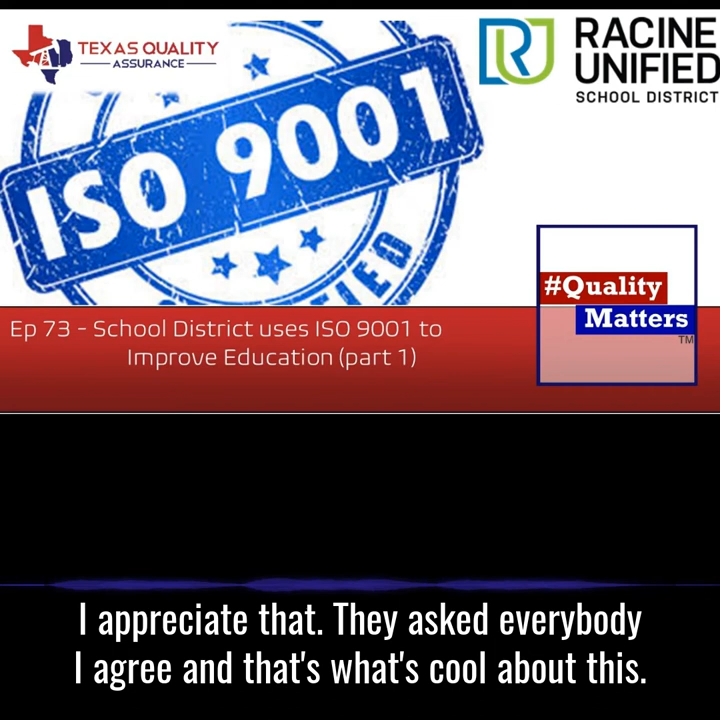 TEXAS QUALITY
ASSURANCE
RACINE
UNIFIED
SCHOOL DISTRICT
ISO 9001
CERTIFIED
#Quality
Matters
TM
Ep 73 - School District uses ISO 9001 to
Improve Education (part 1)
I appreciate that. They asked everybody
I agree and that's what's cool about this.